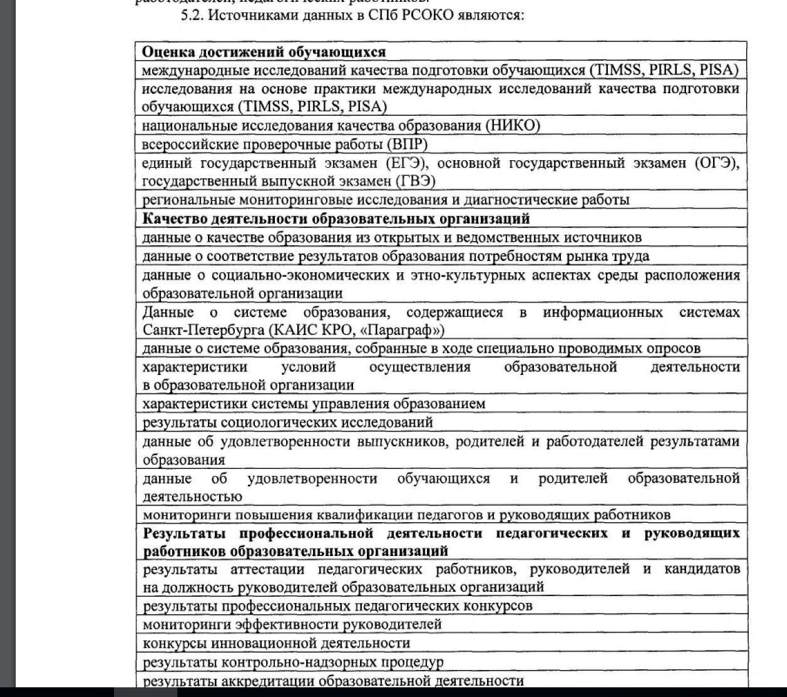 5.2. Источниками данных в СПб РСОКО являются:
Оценка достижений обучающихся
международные исследований качества подготовки обучающихся (TIMSS, PIRLS, PISA)
исследования на основе практики международных исследований качества подготовки
обучающихся (TIMSS, PIRLS, PISA)
национальные исследования качества образования (НИКО)
всероссийские проверочные работы (ВПР)
единый государственный экзамен (ЕГЭ), основной государственный экзамен (ОГЭ),
государственный выпускной экзамен (ГВЭ)
региональные мониторинговые исследования и диагностические работы
Качество деятельности образовательных организаций
данные о качестве образования из открытых и ведомственных источников
данные о соответствие результатов образования потребностям рынка труда
данные о социально-экономических и этно-культурных аспектах среды расположения
образовательной организации
Данные о системе образования, содержащиеся в информационных системах
Санкт-Петербурга (КАИС КРО, «Параграф»)
данные о системе образования, собранные в ходе специально проводимых опросов
характеристики условий осуществления образовательной деятельности
в образовательной организации
характеристики системы управления образованием
результаты социологических исследований
данные об удовлетворенности выпускников, родителей и работодателей результатами
образования
данные об удовлетворенности обучающихся и родителей образовательной
деятельностью
мониторинги повышения квалификации педагогов и руководящих работников
Результаты профессиональной деятельности педагогических и руководящих
работников образовательных организаций
результаты аттестации педагогических работников, руководителей и кандидатов
на должность руководителей образовательных организаций
результаты профессиональных педагогических конкурсов
мониторинги эффективности руководителей
конкурсы инновационной деятельности
результаты контрольно-надзорных процедур
результаты аккредитации образовательной деятельности